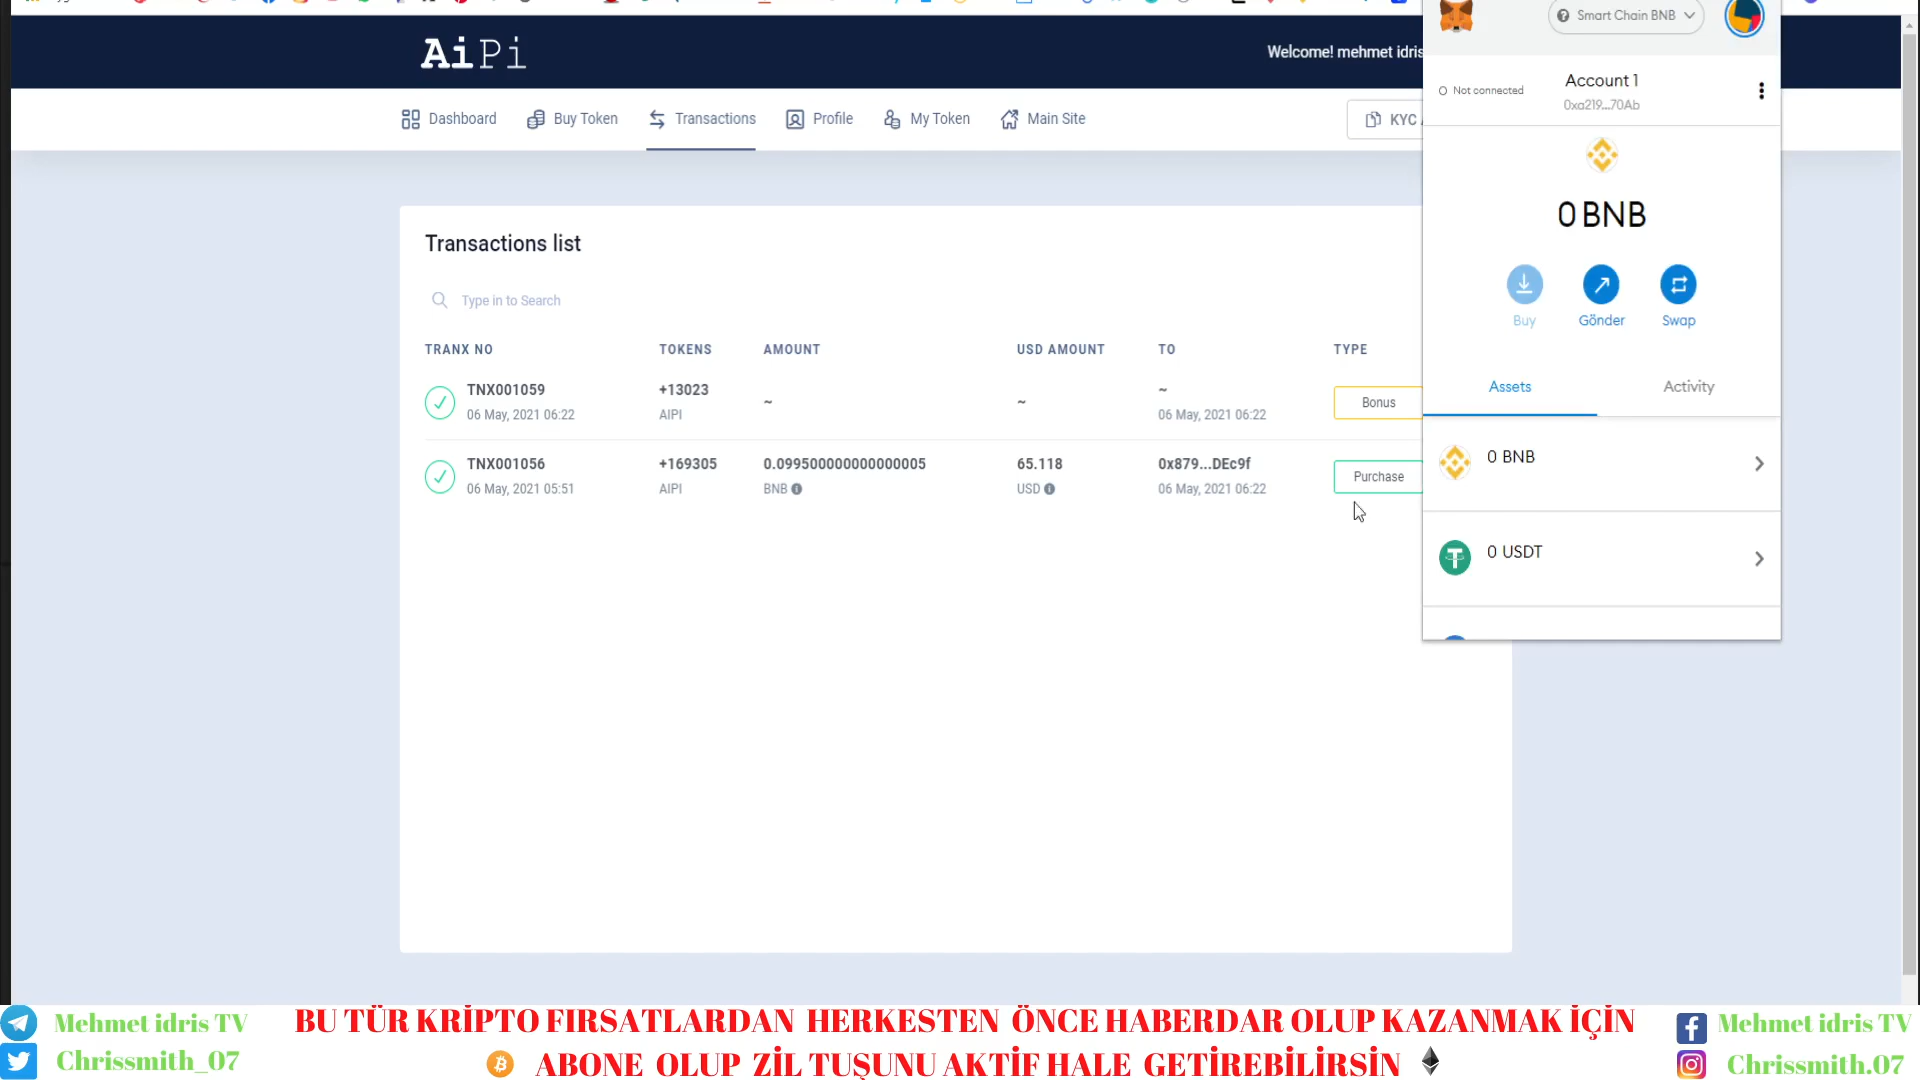 AiPi
Welcome! mehmet idris
Dashboard
Buy Token
Transactions
Profile
My Token
Main Site
KYC
Transactions list
Type in to Search
TRANX NO TOKENS AMOUNT USD AMOUNT TO TYPE
TNX001059 +13023 ~ ~ ~ Bonus
06 May, 2021 06:22 AIPI 06 May, 2021 06:22
TNX001056 +169305 0.099500000000000005 65.118 0x879...DEc9f Purchase
06 May, 2021 05:51 AIPI BNB USD 06 May, 2021 06:22
Smart Chain BNB
Not connected
Account 1
0xa219...70Ab
0 BNB
Buy
Gönder
Swap
Assets
Activity
0 BNB
0 USDT
Mehmet idris TV
Chrissmith_07
BU TÜR KRİPTO FIRSATLARDAN HERKESTEN ÖNCE HABERDAR OLUP KAZANMAK İÇİN
ABONE OLUP ZİL TUŞUNU AKTİF HALE GETİREBİLİRSİN
Mehmet idris TV
Chrissmith.07